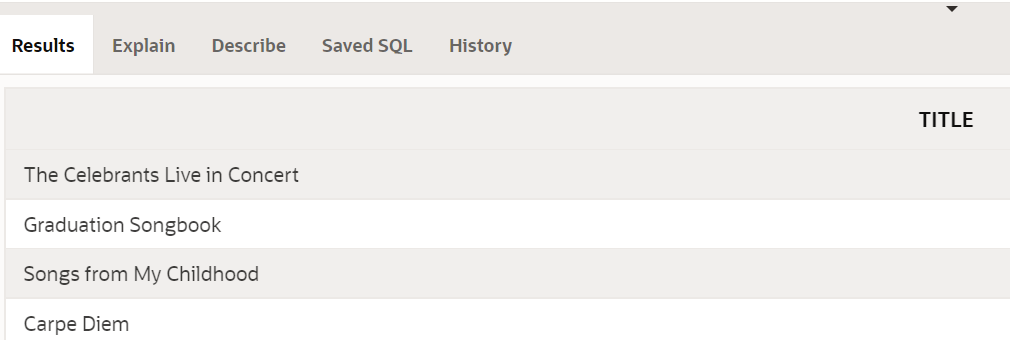 Results Explain Describe Saved SQL History
TITLE
The Celebrants Live in Concert
Graduation Songbook
Songs from My Childhood
Carpe Diem